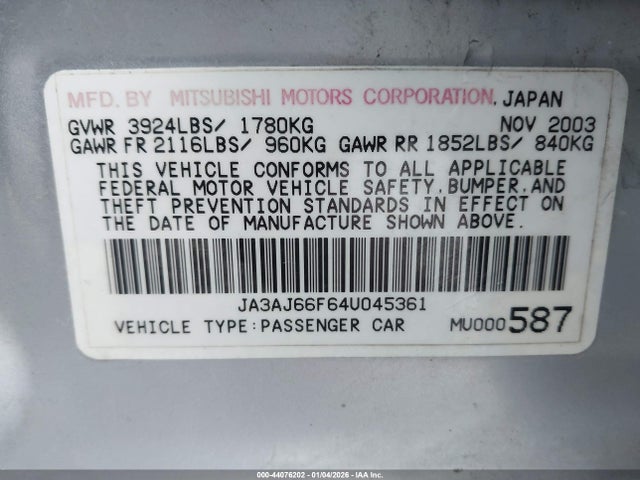 MFD. BY MITSUBISHI MOTORS CORPORATION, JAPAN
GVWR 3924LBS/ 1780KG NOV 2003
GAWR FR 2116LBS/ 960KG GAWR RR 1852LBS/ 840KG
THIS VEHICLE CONFORMS TO ALL APPLICABLE
FEDERAL MOTOR VEHICLE SAFETY,BUMPER,AND
THEFT PREVENTION STANDARDS IN EFFECT ON
THE DATE OF MANUFACTURE SHOWN ABOVE.
JA3AJ66F64U045361
VEHICLE TYPE:PASSENGER CAR MU000587
000-44076202 - 01/04/2026 - IAAI.COM